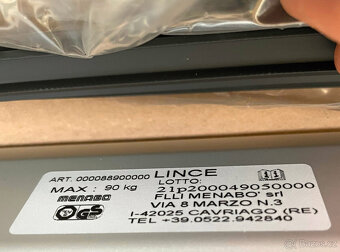 ART. 000088900000 LINCE
LOTTO:
MAX : 90 kg 21p200049050000
FLLI MENABO' srl
MENABO VIA 8 MARZO N.3
I-42025 CAVRIAGO (RE)
TEL +39.0522.942840